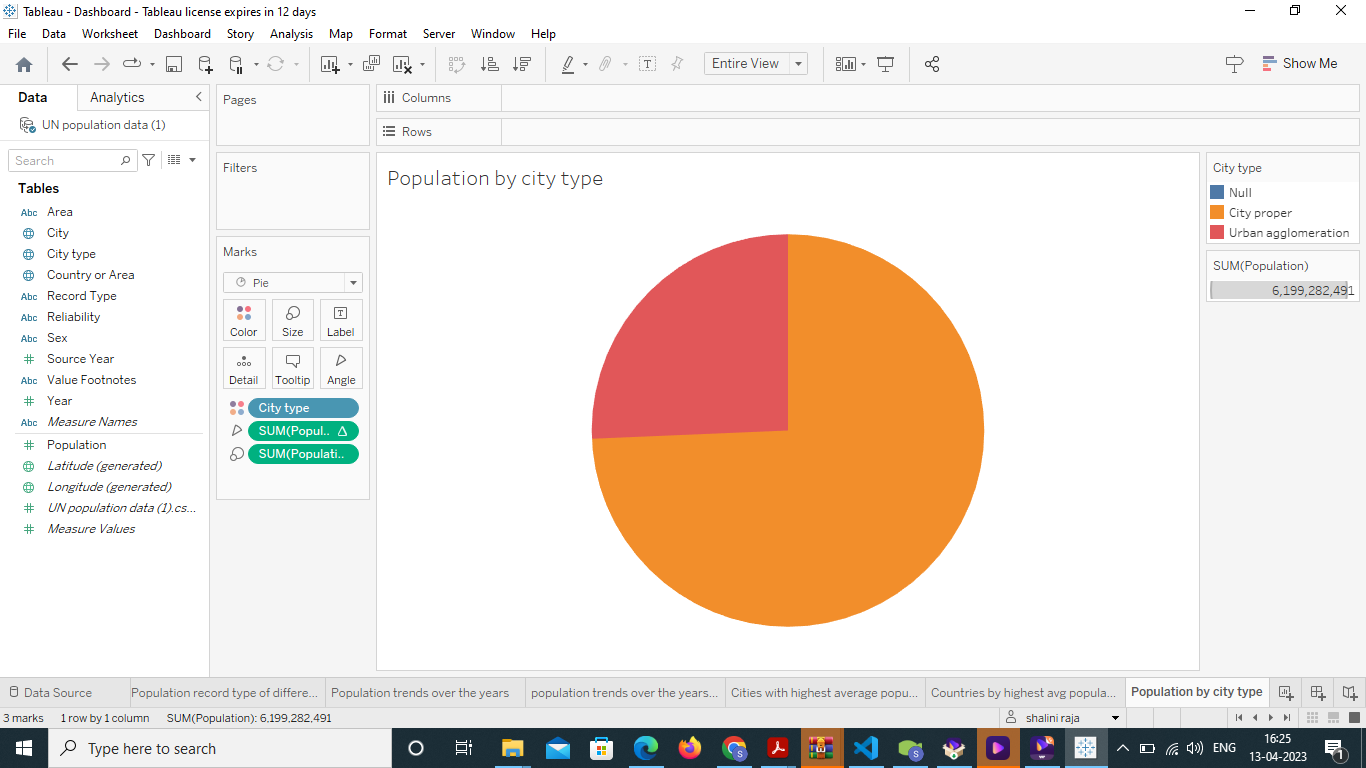 Tableau - Dashboard - Tableau license expires in 12 days
File Data Worksheet Dashboard Story Analysis Map Format Server Window Help
Entire View
Show Me
Data Analytics
UN population data (1)
Search
Tables
Abc Area
City
City type
Country or Area
Abc Record Type
Abc Reliability
Abc Sex
Source Year
Abc Value Footnotes
Year
Abc Measure Names
Population
Latitude (generated)
Longitude (generated)
UN population data (1).cs...
Measure Values
Pages
Filters
Marks
Pie
Color Size Label
Detail Tooltip Angle
City type
SUM(Popul.. △
SUM(Populati..
Columns
Rows
Population by city type
City type
Null
City proper
Urban agglomeration
SUM(Population)
6,199,282,491
Data Source Population record type of differe... Population trends over the years population trends over the years... Cities with highest average popu... Countries by highest avg popula... Population by city type
3 marks 1 row by 1 column SUM(Population): 6,199,282,491 shalini raja
Type here to search
ENG
16:25
13-04-2023
1